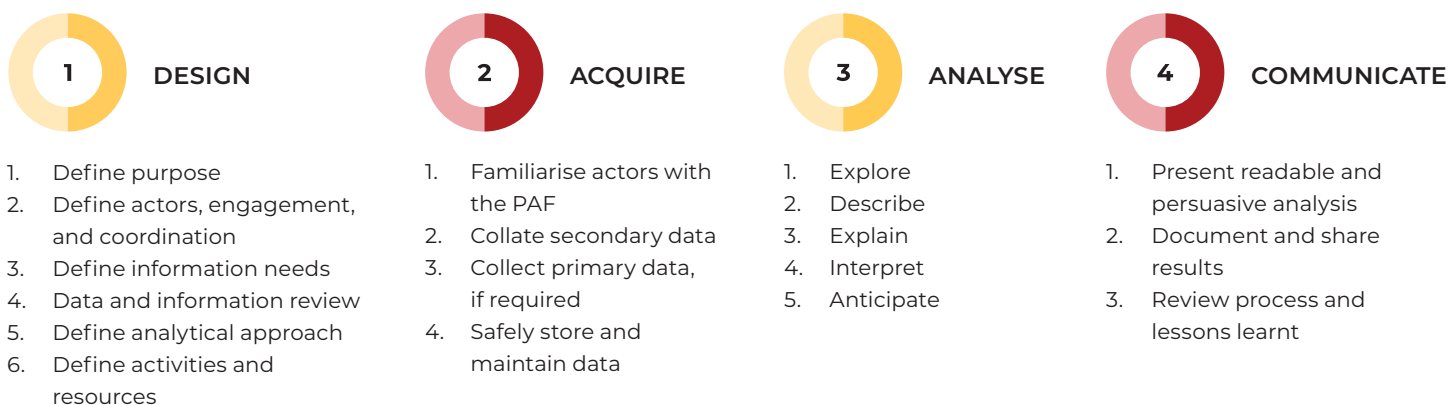 1 DESIGN
1. Define purpose
2. Define actors, engagement,
and coordination
3. Define information needs
4. Data and information review
5. Define analytical approach
6. Define activities and
resources
2 ACQUIRE
1. Familiarise actors with
the PAF
2. Collate secondary data
3. Collect primary data,
if required
4. Safely store and
maintain data
3 ANALYSE
1. Explore
2. Describe
3. Explain
4. Interpret
5. Anticipate
4 COMMUNICATE
1. Present readable and
persuasive analysis
2. Document and share
results
3. Review process and
lessons learnt